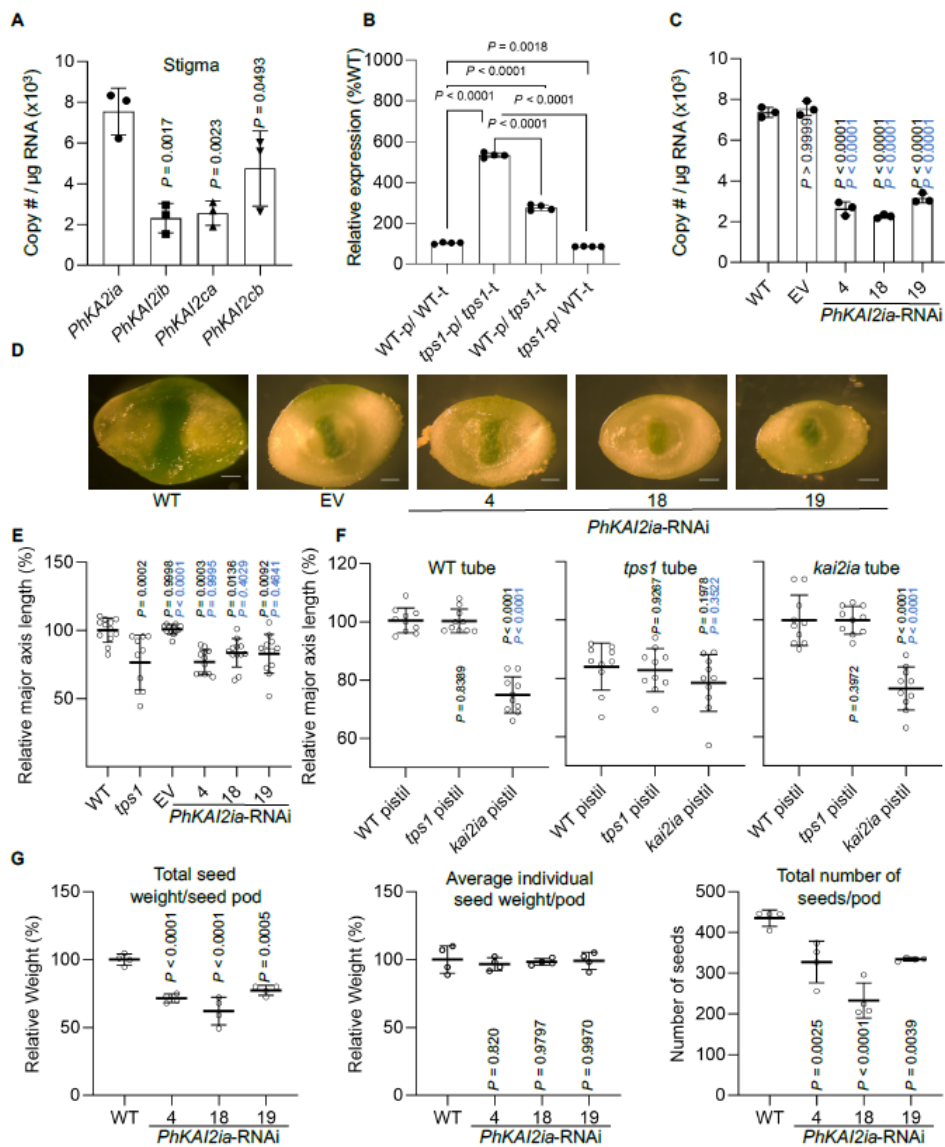 A
Stigma
Copy # / µg RNA (x10³)
10
8
6
4
2
0
P = 0.0017
P = 0.0023
P = 0.0493
PhKA2ia
PhKAI2ib
PhKAI2ca
PhKAI2cb
B
Relative expression (%WT)
1000
800
600
400
200
0
P = 0.0018
P < 0.0001
P < 0.0001
P < 0.0001
P < 0.0001
WT-p/ WT-t
tps1-p/ tps1-t
WT-p/ tps1-t
tps1-p/ WT-t
C
Copy # / µg RNA (x10³)
10
8
6
4
2
0
P > 0.9999
P < 0.0001
P < 0.0001
P < 0.0001
P < 0.0001
P < 0.0001
P < 0.0001
WT
EV
4
18
19
PhKAI2ia-RNAi
D
WT
EV
4
18
19
PhKAI2ia-RNAi
E
Relative major axis length (%)
150
100
50
P = 0.0002
P = 0.9998
P < 0.0001
P = 0.0003
P = 0.9995
P = 0.0136
P = 0.4029
P = 0.0092
P = 0.4641
WT
tps1
EV
4
18
19
PhKAI2ia-RNAi
F
Relative major axis length (%)
120
100
80
60
WT tube
P = 0.8389
P < 0.0001
P < 0.0001
WT pistil
tps1 pistil
kai2ia pistil
tps1 tube
P = 0.9267
P = 0.1978
P = 0.3522
WT pistil
tps1 pistil
kai2ia pistil
kai2ia tube
P = 0.3972
P < 0.0001
P < 0.0001
WT pistil
tps1 pistil
kai2ia pistil
G
Total seed
weight/seed pod
Relative Weight (%)
150
100
50
0
P < 0.0001
P < 0.0001
P = 0.0005
WT
4
18
19
PhKAI2ia-RNAi
Average individual
seed weight/pod
Relative Weight (%)
150
100
50
0
P = 0.820
P = 0.9797
P = 0.9970
WT
4
18
19
PhKAI2ia-RNAi
Total number of
seeds/pod
Number of seeds
500
400
300
200
100
0
P = 0.0025
P < 0.0001
P = 0.0039
WT
4
18
19
PhKAI2ia-RNAi